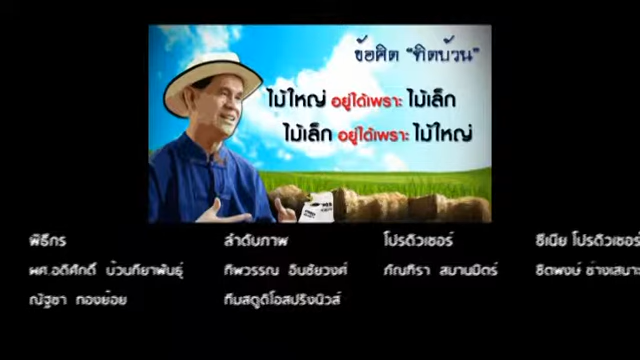 ข้อคิด "ทิดบ้วน"
ไม้ใหญ่ อยู่ได้เพราะ ไม้เล็ก
ไม้เล็ก อยู่ได้เพราะ ไม้ใหญ่
พิธีกร ลำดับภาพ โปรดิวเซอร์ ซีเนีย โปรดิวเซอร์
ผศ.อดิศักดิ์ บ้วนกียาพันธุ์ ทิพวรรณ อินชัยวงศ์ ภัณฑิรา สมานมิตร์ ชิตพงษ์ ช้างเสนาะ
ณัฐชา ทองย้อย ทีมสตูดิโอสปริงนิวส์